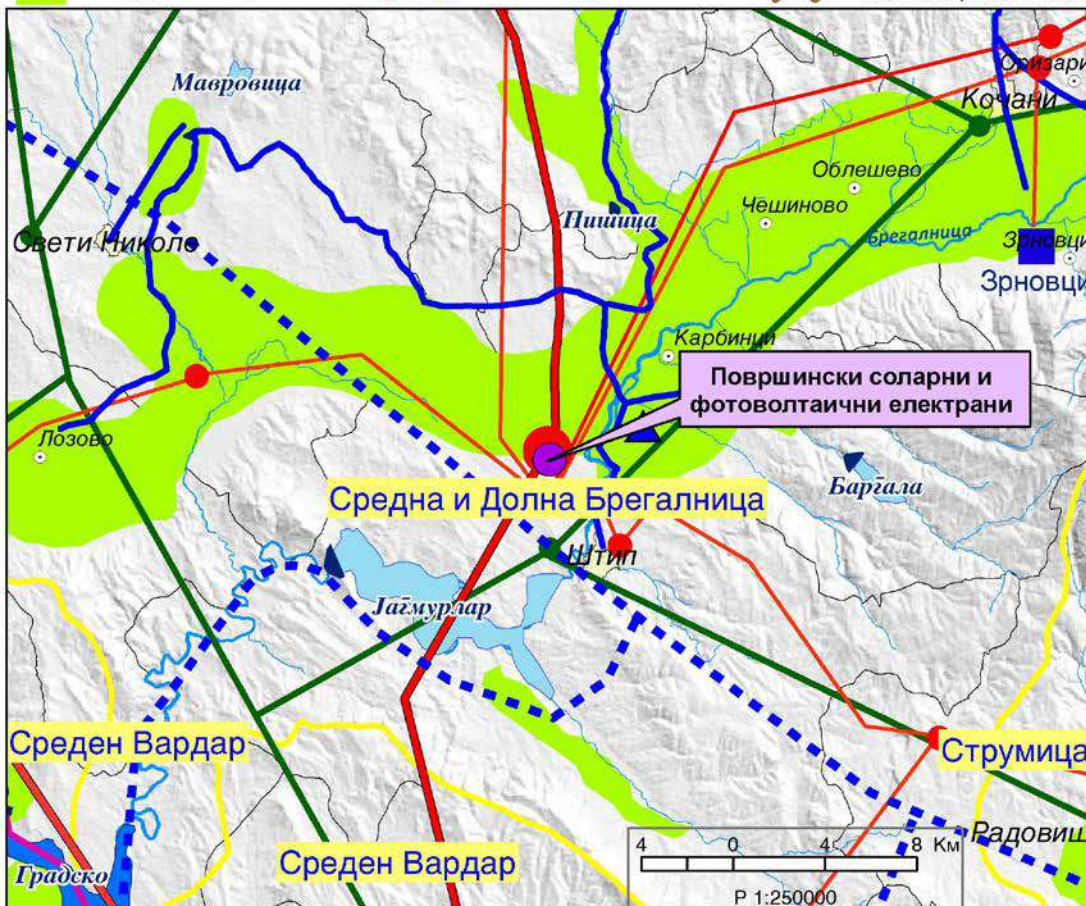 Мавровица
Оризари
Кочани
Облешево
Чешиново
Пишица
Брегалница
Свети Николе
Зрновци
Зрновци
Карбинци
Површински соларни и
фотоволтаични електрани
Лозово
Баргала
Средна и Долна Брегалница
Штип
Јагмурлар
Среден Вардар
Струмица
Радовиш
Градско
Среден Вардар
4 0 4 8 Км
Р 1:250000